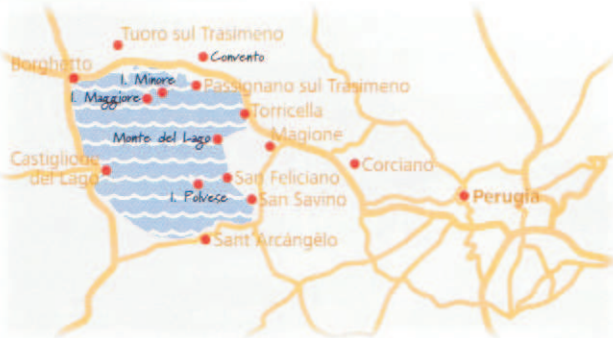 Tuoro sul Trasimeno
Convento
Borghetto
I. Minore
Passignano sul Trasimeno
I. Maggiore
Torricella
Monte del Lago
Magione
Castiglione
del Lago
Corciano
San Feliciano
I. Polvese
San Savino
Perugia
Sant'Arcángêlo